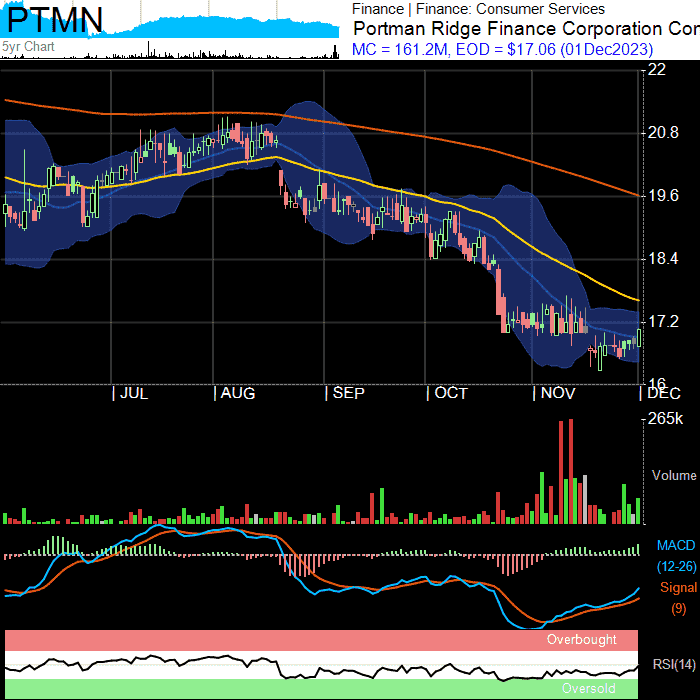 PTMN
5yr Chart
Finance | Finance: Consumer Services
Portman Ridge Finance Corporation Con
MC = 161.2M, EOD = $17.06 (01Dec2023)
22
20.8
19.6
18.4
17.2
16
JUL AUG SEP OCT NOV DEC
265k
Volume
MACD
(12-26)
Signal
(9)
Overbought
RSI(14)
Oversold